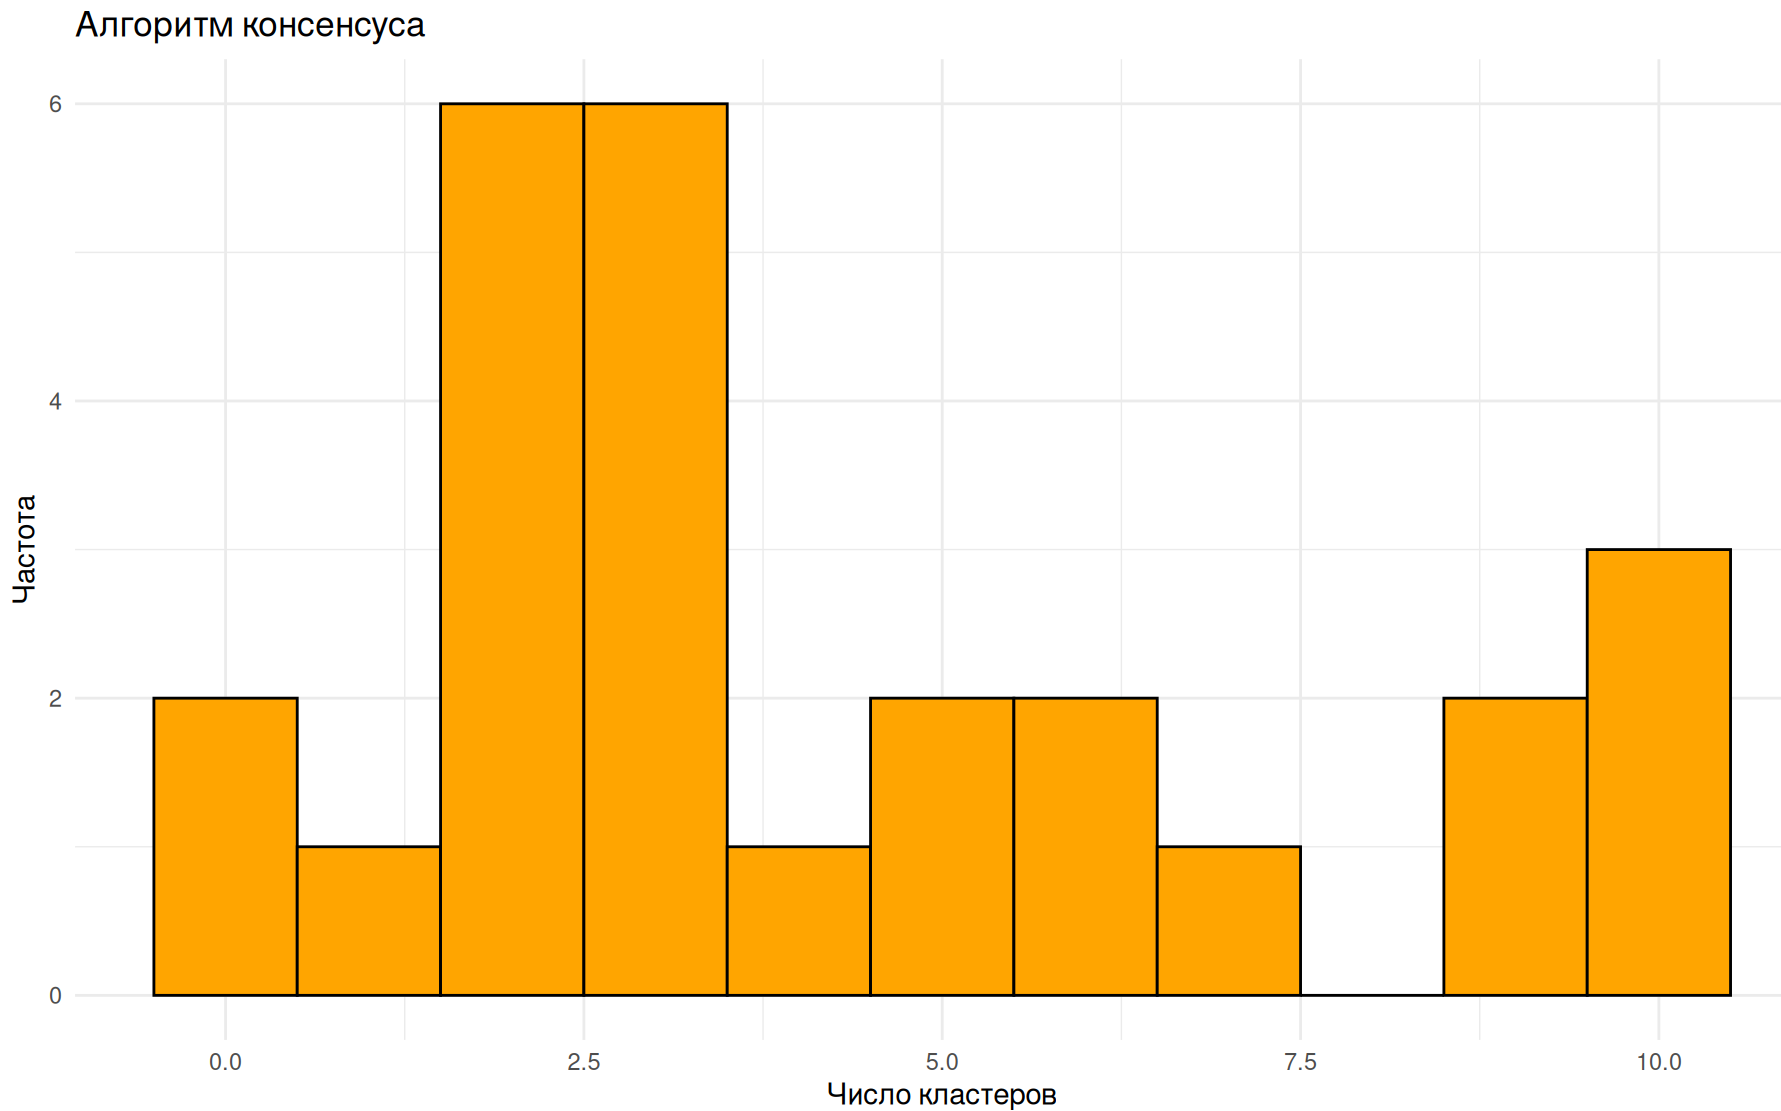 Алгоритм консенсуса
6
4
2
0
Частота
0.0 2.5 5.0 7.5 10.0
Число кластеров